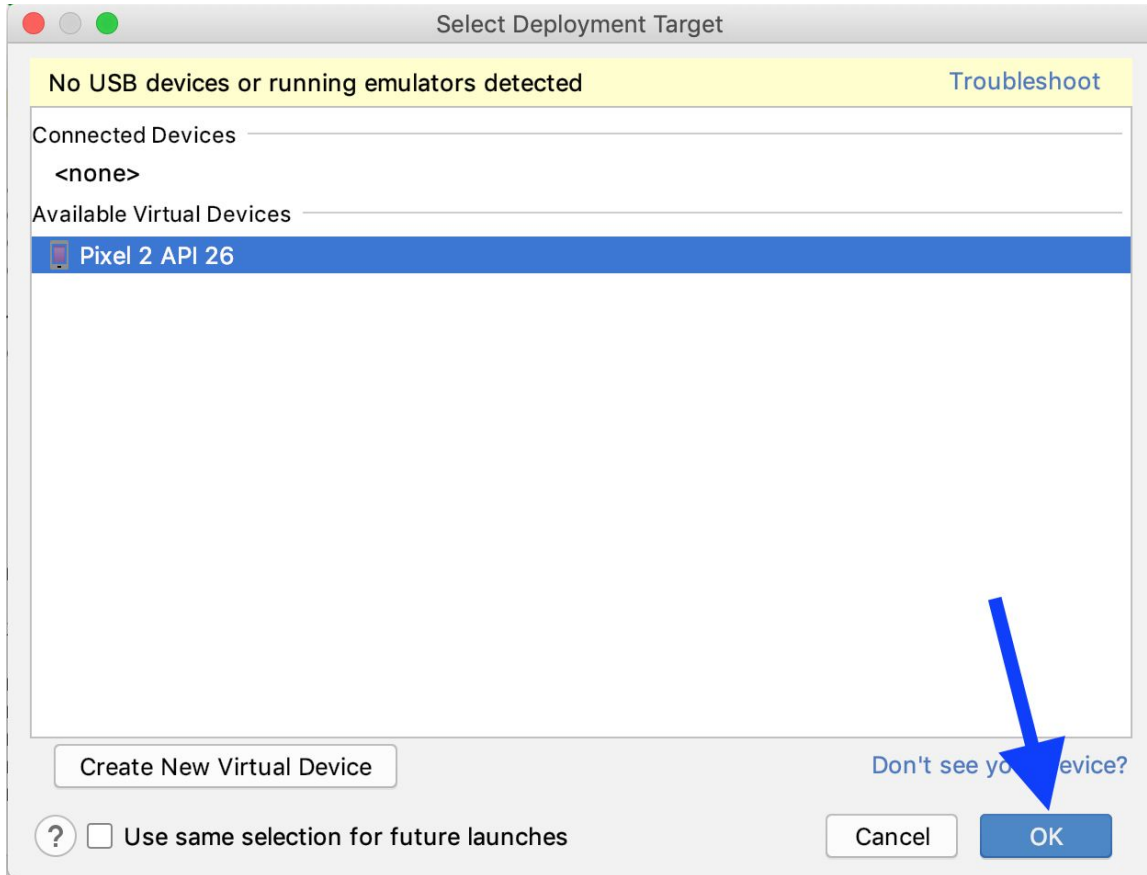 Select Deployment Target
No USB devices or running emulators detected Troubleshoot
Connected Devices
<none>
Available Virtual Devices
Pixel 2 API 26
Create New Virtual Device Don't see yo evice?
? Use same selection for future launches Cancel OK